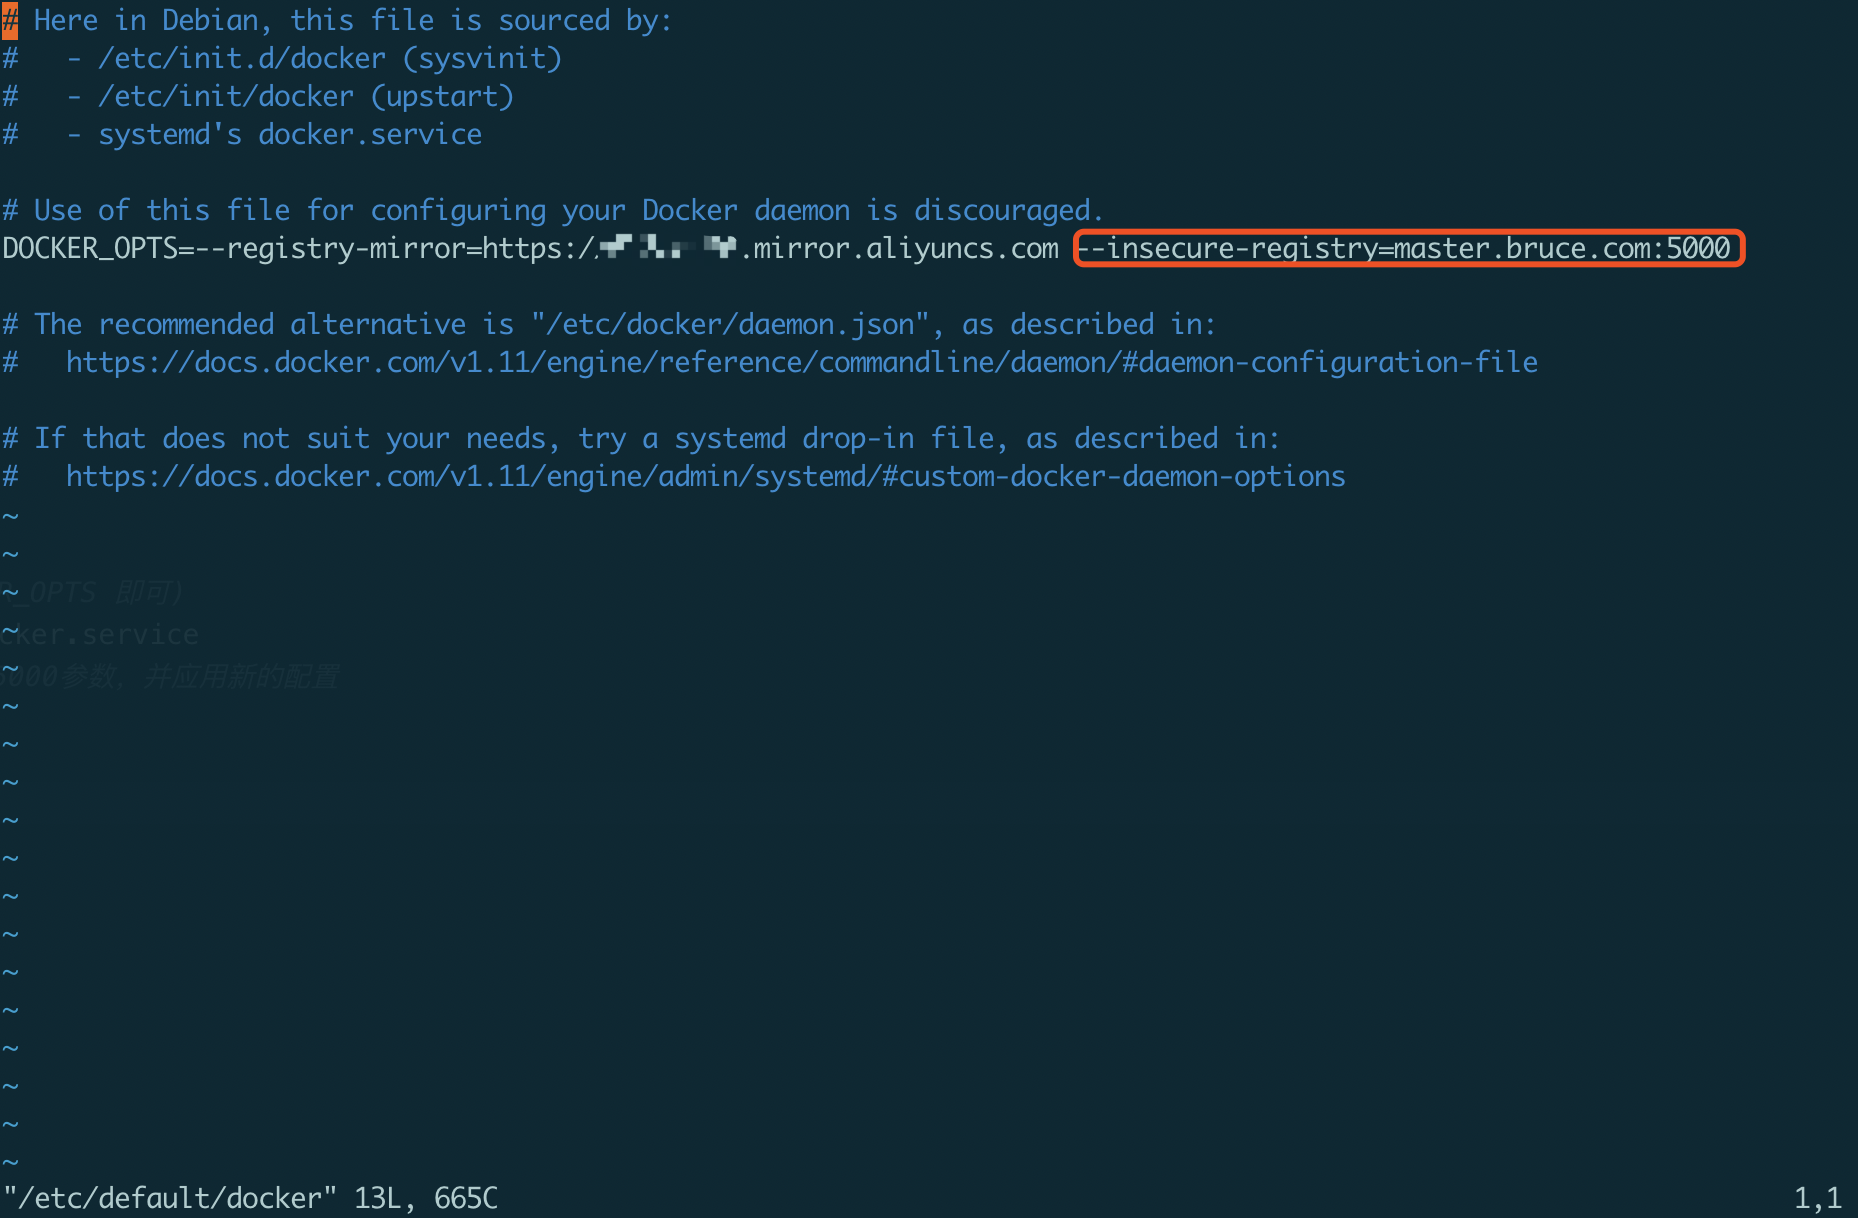 # Here in Debian, this file is sourced by:
#   - /etc/init.d/docker (sysvinit)
#   - /etc/init/docker (upstart)
#   - systemd's docker.service
# Use of this file for configuring your Docker daemon is discouraged.
DOCKER_OPTS=--registry-mirror=https:/ .mirror.aliyuncs.com --insecure-registry=master.bruce.com:5000
# The recommended alternative is "/etc/docker/daemon.json", as described in:
#   https://docs.docker.com/v1.11/engine/reference/commandline/daemon/#daemon-configuration-file
# If that does not suit your needs, try a systemd drop-in file, as described in:
#   https://docs.docker.com/v1.11/engine/admin/systemd/#custom-docker-daemon-options
~
~
~ R_OPTS 即可)
~ cker.service
~ 5000参数, 并应用新的配置
~
~
~
~
~
~
~
~
~
~
~
~
~
"/etc/default/docker" 13L, 665C 1,1